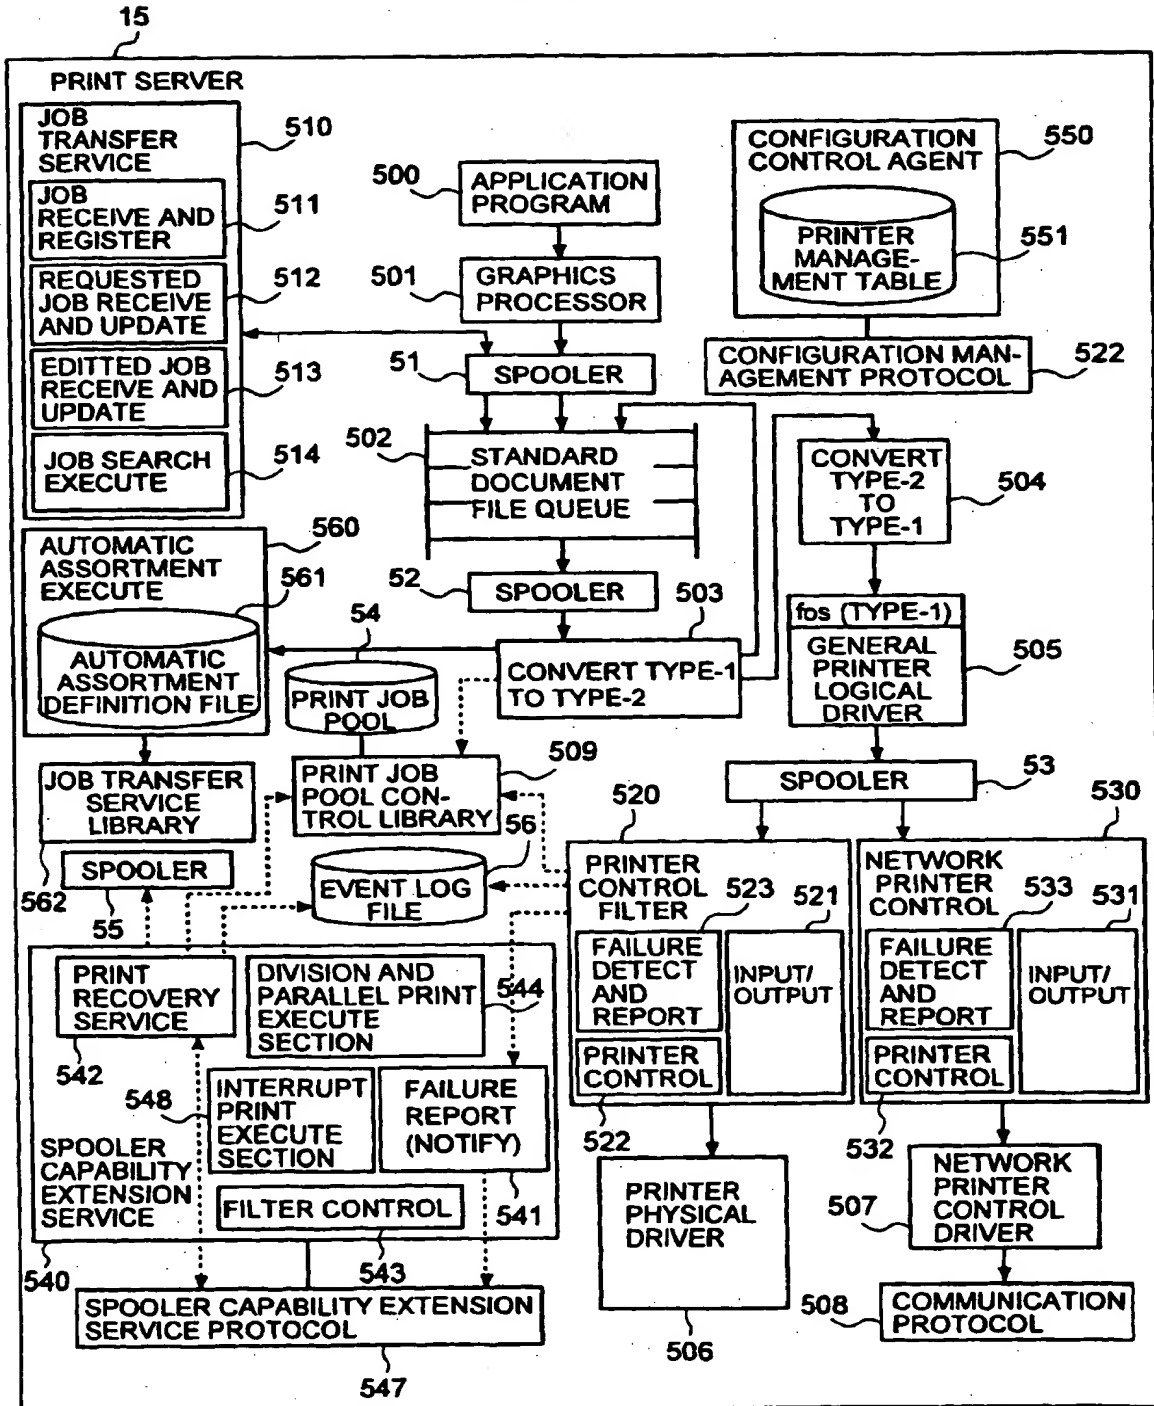 15
PRINT SERVER
JOB
TRANSFER
SERVICE
510
JOB
RECEIVE AND
REGISTER
511
REQUESTED
JOB RECEIVE
AND UPDATE
512
EDITTED JOB
RECEIVE AND
UPDATE
513
JOB SEARCH
EXECUTE
514
500
APPLICATION
PROGRAM
501
GRAPHICS
PROCESSOR
51
SPOOLER
502
STANDARD
DOCUMENT
FILE QUEUE
52
SPOOLER
503
CONVERT TYPE-1
TO TYPE-2
CONFIGURATION
CONTROL AGENT
550
PRINTER
MANAGE-
MENT TABLE
551
CONFIGURATION MAN-
AGEMENT PROTOCOL
522
CONVERT
TYPE-2
TO
TYPE-1
504
fos (TYPE-1)
GENERAL
PRINTER
LOGICAL
DRIVER
505
SPOOLER
53
560
AUTOMATIC
ASSORTMENT
EXECUTE
561
AUTOMATIC
ASSORTMENT
DEFINITION FILE
54
PRINT JOB
POOL
JOB TRANSFER
SERVICE
LIBRARY
562
SPOOLER
55
PRINT JOB
POOL CON-
TROL LIBRARY
509
EVENT LOG
FILE
56
520
PRINTER
CONTROL
FILTER
523
521
FAILURE
DETECT
AND
REPORT
INPUT/
OUTPUT
PRINTER
CONTROL
522
530
NETWORK
PRINTER
CONTROL
533
531
FAILURE
DETECT
AND
REPORT
INPUT/
OUTPUT
PRINTER
CONTROL
532
PRINT
RECOVERY
SERVICE
542
DIVISION AND
PARALLEL PRINT
EXECUTE
SECTION
544
548
INTERRUPT
PRINT
EXECUTE
SECTION
FAILURE
REPORT
(NOTIFY)
541
SPOOLER
CAPABILITY
EXTENSION
SERVICE
FILTER CONTROL
543
540
SPOOLER CAPABILITY EXTENSION
SERVICE PROTOCOL
547
PRINTER
PHYSICAL
DRIVER
506
507
NETWORK
PRINTER
CONTROL
DRIVER
508
COMMUNICATION
PROTOCOL